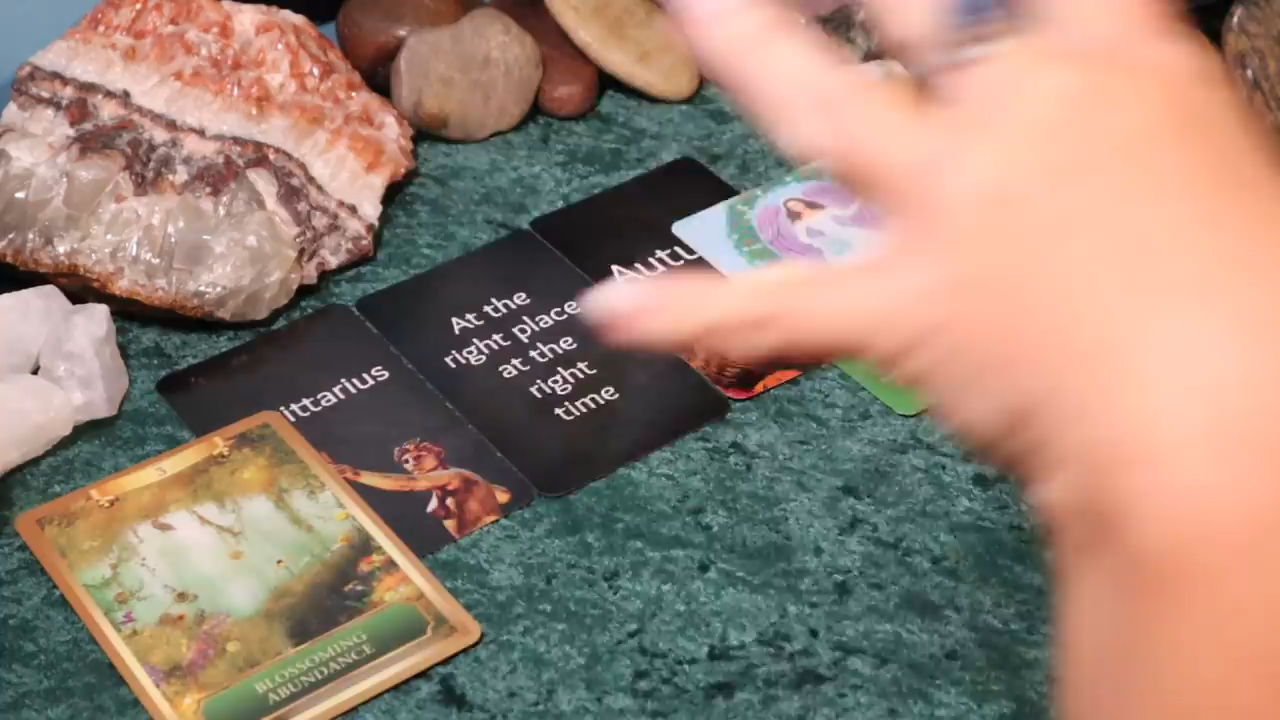 ittarius
At the
right place
at the
right
time
Autu
3
BLOSSOMING
ABUNDANCE